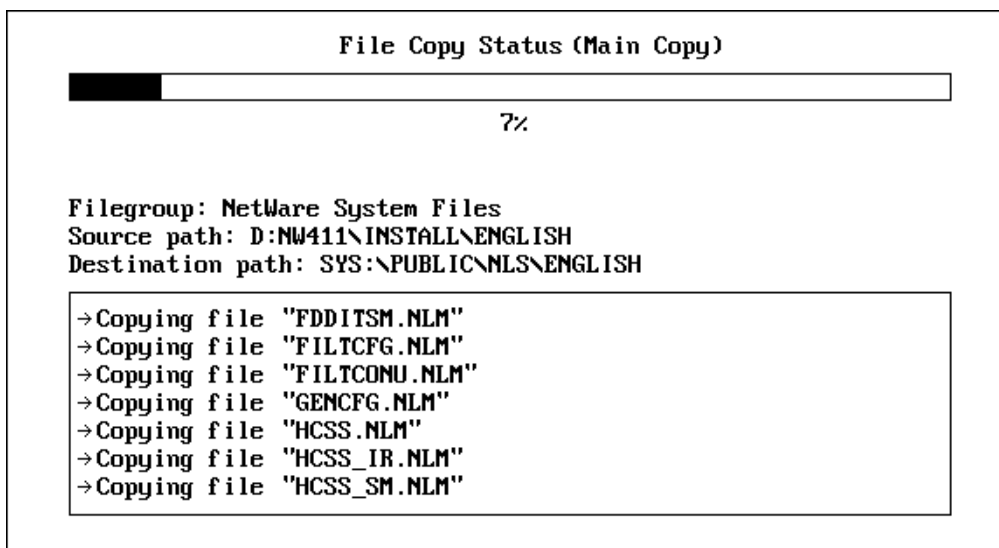 File Copy Status (Main Copy)
7%
Filegroup: NetWare System Files
Source path: D:NW411\INSTALL\ENGLISH
Destination path: SYS:\PUBLIC\NLS\ENGLISH
→Copying file "FDDITSM.NLM"
→Copying file "FILTCFG.NLM"
→Copying file "FILTCONU.NLM"
→Copying file "GENCFG.NLM"
→Copying file "HCSS.NLM"
→Copying file "HCSS_IR.NLM"
→Copying file "HCSS_SM.NLM"